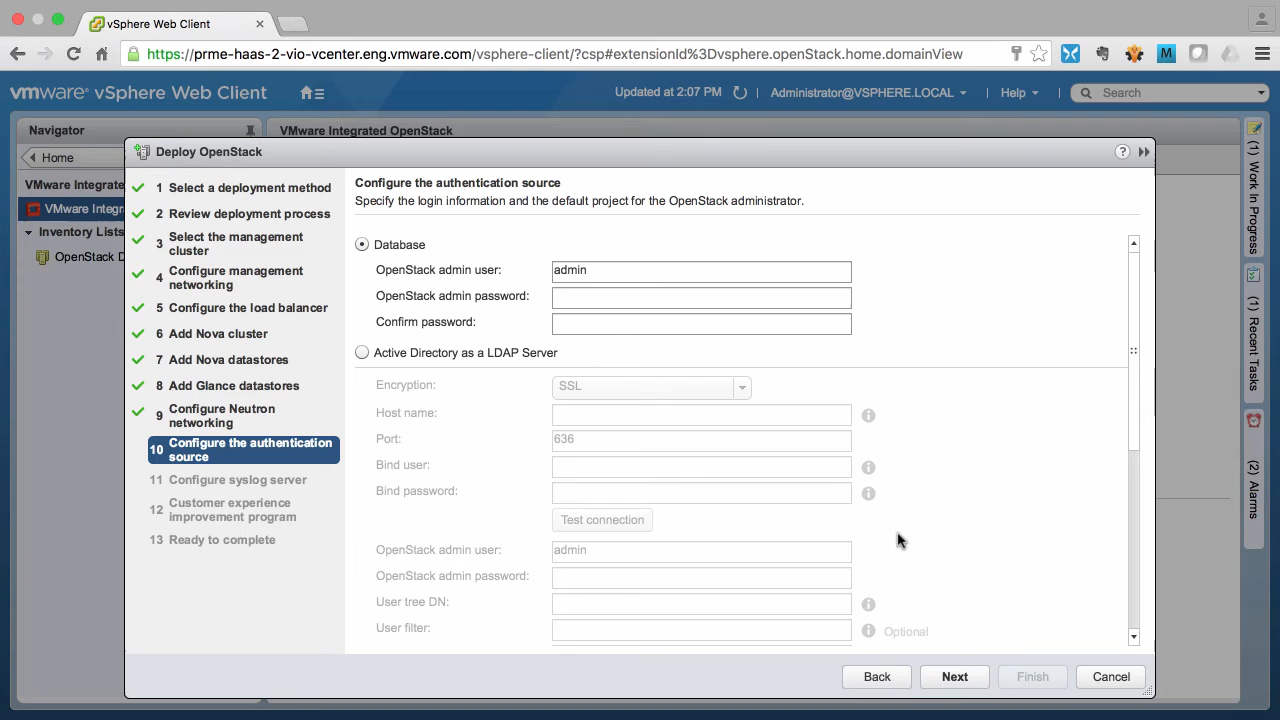 vSphere Web Client
https://prme-haas-2-vio-vcenter.eng.vmware.com/vsphere-client/?csp#extensionId%3Dvsphere.openStack.home.domainView
vmware® vSphere Web Client
Updated at 2:07 PM
Administrator@VSPHERE.LOCAL
Help
Search
Navigator
Home
VMware Integrate
VMware Integr
Inventory Lists
OpenStack D
VMware Integrated OpenStack
Deploy OpenStack
1 Select a deployment method
2 Review deployment process
3 Select the management
cluster
4 Configure management
networking
5 Configure the load balancer
6 Add Nova cluster
7 Add Nova datastores
8 Add Glance datastores
9 Configure Neutron
networking
10 Configure the authentication
source
11 Configure syslog server
12 Customer experience
improvement program
13 Ready to complete
Configure the authentication source
Specify the login information and the default project for the OpenStack administrator.
Database
OpenStack admin user: admin
OpenStack admin password:
Confirm password:
Active Directory as a LDAP Server
Encryption: SSL
Host name:
Port: 636
Bind user:
Bind password:
Test connection
OpenStack admin user: admin
OpenStack admin password:
User tree DN:
User filter: Optional
Back
Next
Finish
Cancel
(1) Work In Progress
(1) Recent Tasks
(2) Alarms